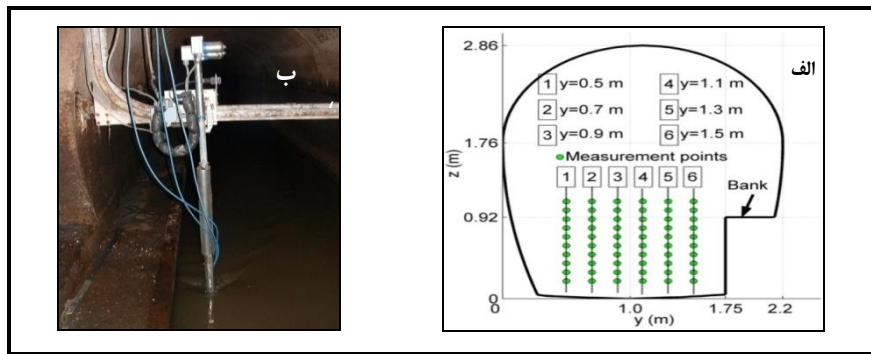 ب
الف
2.86
1 y=0.5 m 4 y=1.1 m
2 y=0.7 m 5 y=1.3 m
3 y=0.9 m 6 y=1.5 m
1.76
z (m)
Measurement points
1 2 3 4 5 6
Bank
0.92
0
0 1.0 1.75 2.2
y (m)